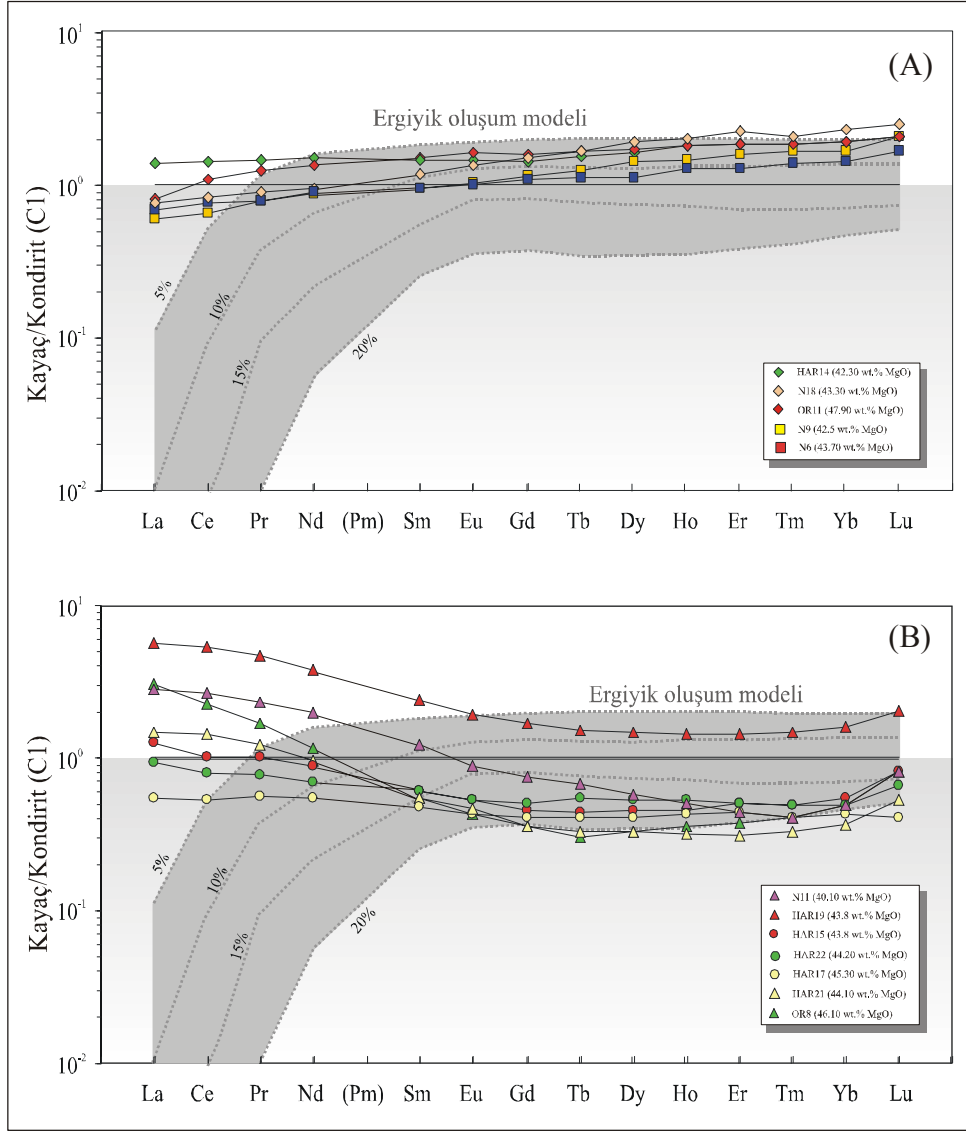 (A)
Kayaç/Kondirit (C1)
10¹
10⁰
10⁻¹
10⁻²
Ergiyik oluşum modeli
5%
10%
15%
20%
HAR14 (42.30 wt.% MgO)
N18 (43.30 wt.% MgO)
OR11 (47.90 wt.% MgO)
N9 (42.5 wt.% MgO)
N6 (43.70 wt.% MgO)
La Ce Pr Nd (Pm) Sm Eu Gd Tb Dy Ho Er Tm Yb Lu
(B)
Kayaç/Kondirit (C1)
10¹
10⁰
10⁻¹
10⁻²
Ergiyik oluşum modeli
5%
10%
15%
20%
N11 (40.10 wt.% MgO)
HAR19 (43.8 wt.% MgO)
HAR15 (43.8 wt.% MgO)
HAR22 (44.20 wt.% MgO)
HAR17 (45.30 wt.% MgO)
HAR21 (44.10 wt.% MgO)
OR8 (46.10 wt.% MgO)
La Ce Pr Nd (Pm) Sm Eu Gd Tb Dy Ho Er Tm Yb Lu